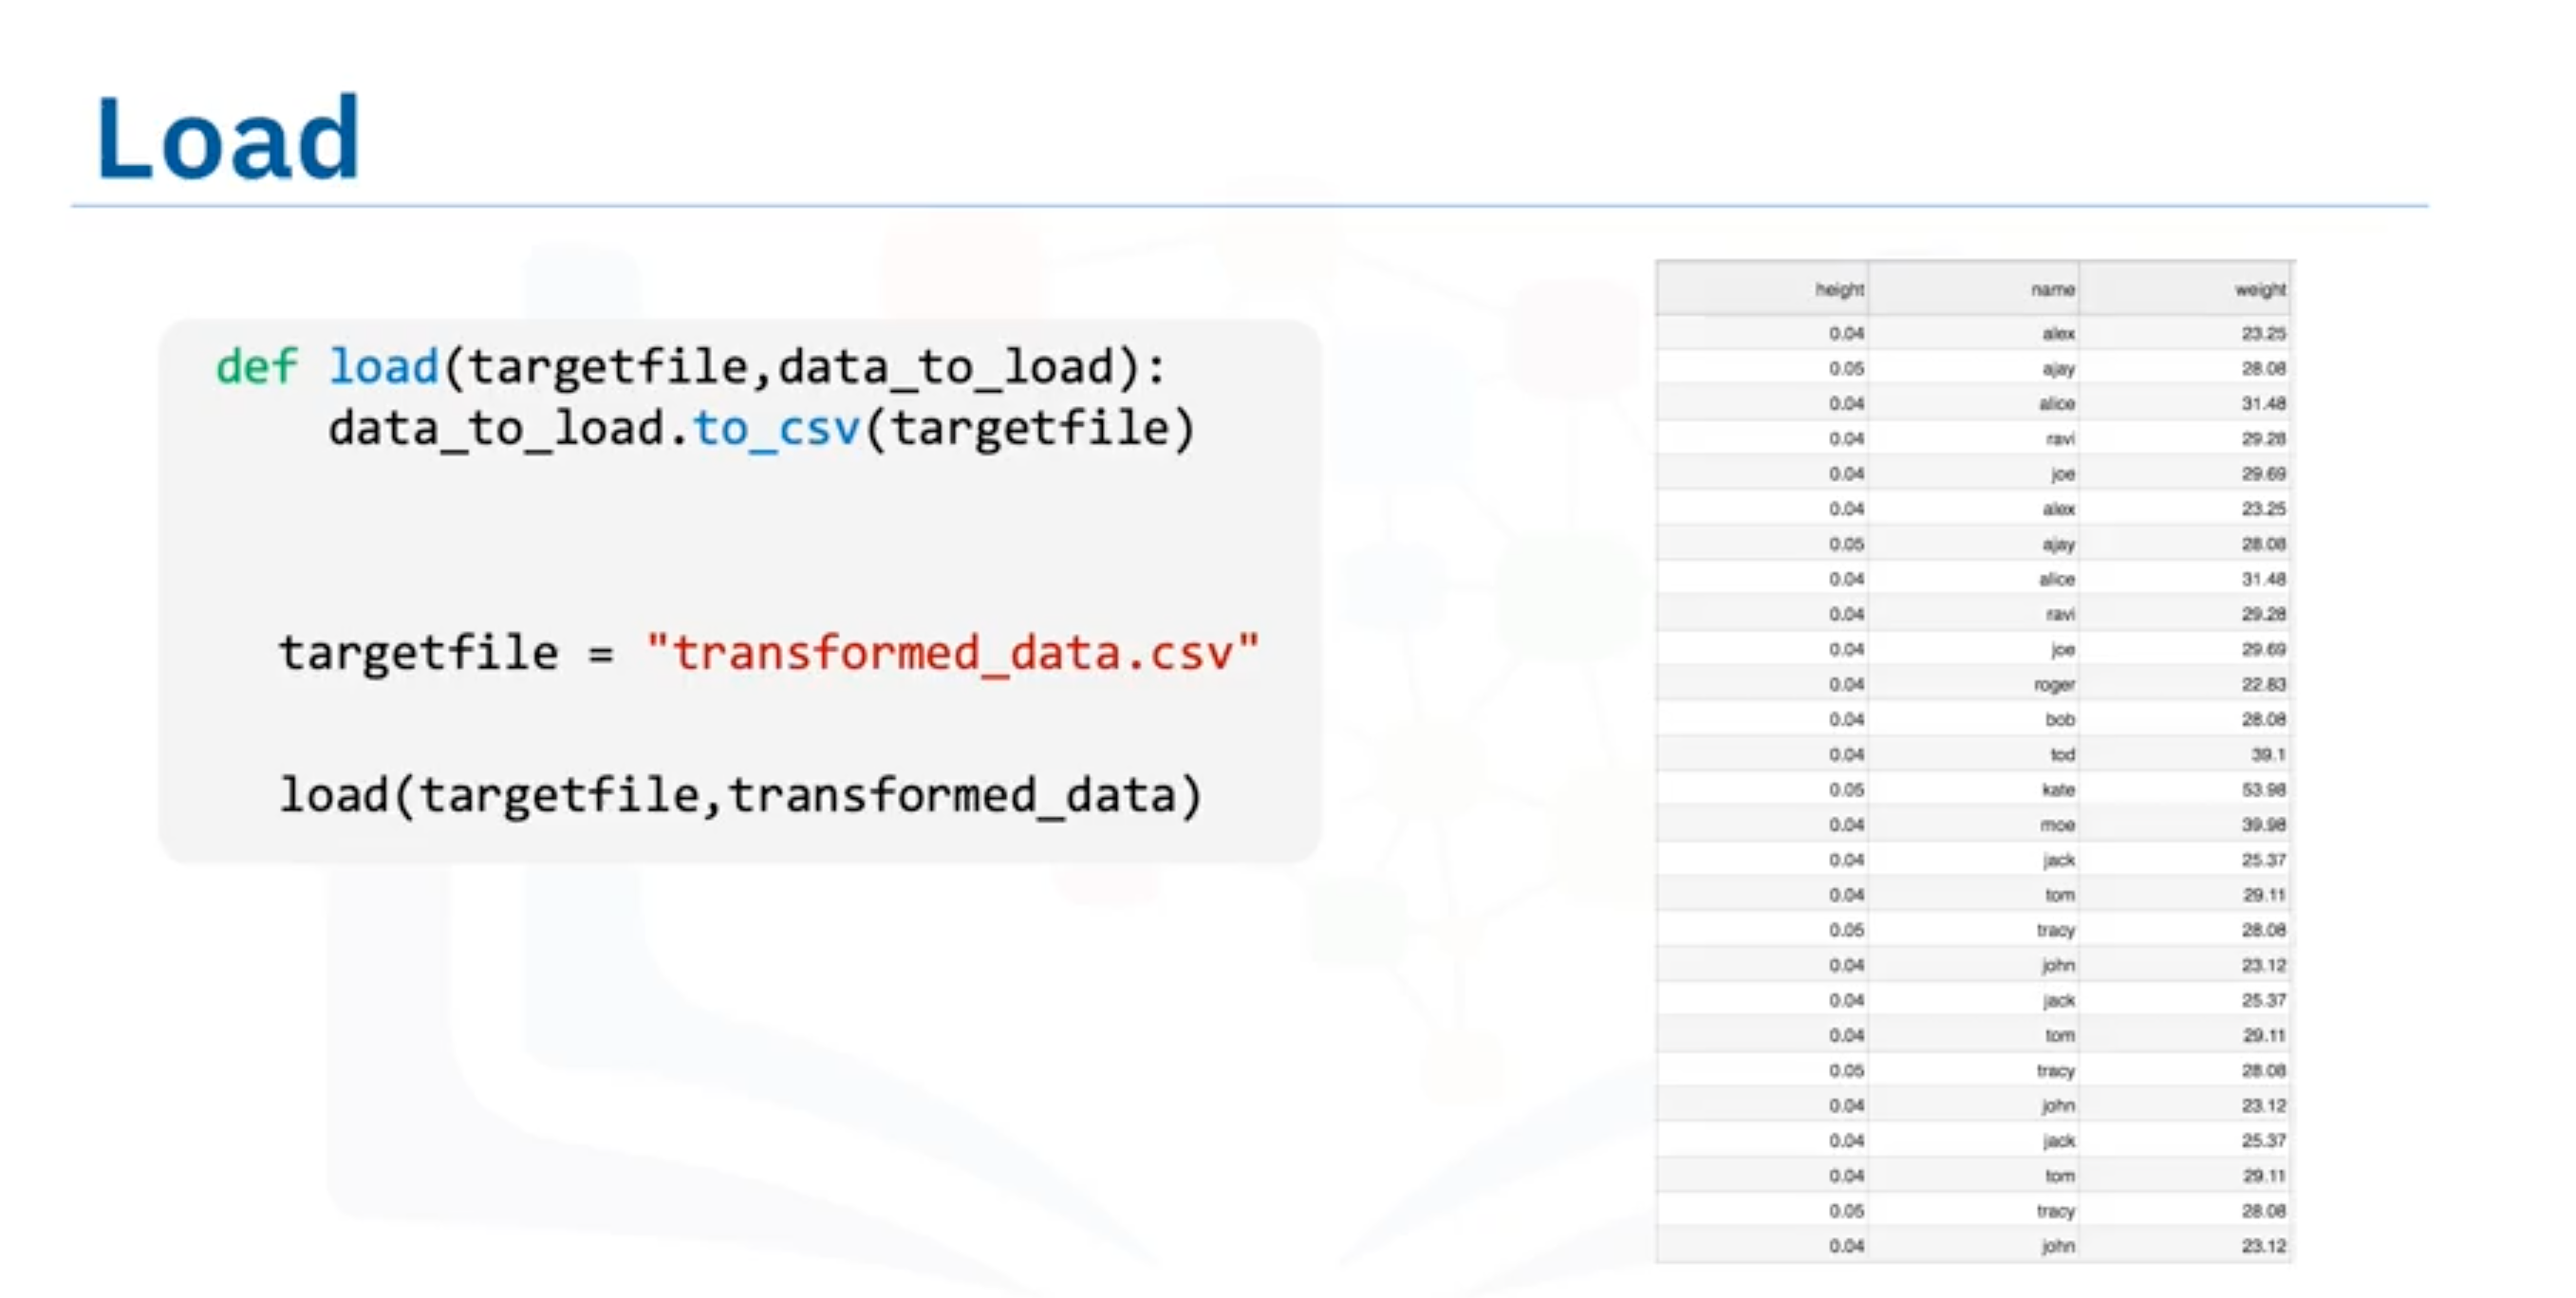 Load
def load(targetfile,data_to_load):
data_to_load.to_csv(targetfile)
targetfile = "transformed_data.csv"
load(targetfile,transformed_data)
height name weight
0.04 alex 23.25
0.05 ajay 28.08
0.04 alice 31.48
0.04 ravi 29.28
0.04 joe 29.69
0.04 alex 23.25
0.05 ajay 28.08
0.04 alice 31.48
0.04 ravi 29.28
0.04 joe 29.69
0.04 roger 22.83
0.04 bob 28.08
0.04 tod 39.1
0.05 kate 53.98
0.04 moe 39.98
0.04 jack 25.37
0.04 tom 29.11
0.05 tracy 28.08
0.04 john 23.12
0.04 jack 25.37
0.04 tom 29.11
0.05 tracy 28.08
0.04 john 23.12
0.04 jack 25.37
0.04 tom 29.11
0.05 tracy 28.08
0.04 john 23.12